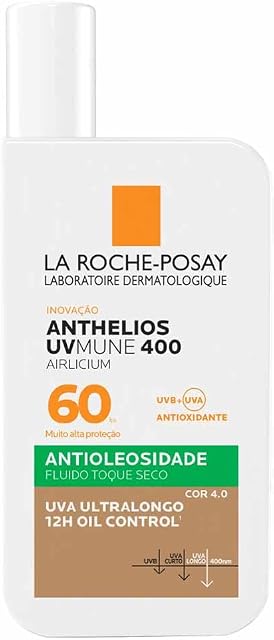 LA ROCHE-POSAY
LABORATOIRE DERMATOLOGIQUE
INOVAÇÃO
ANTHELIOS
UVMUNE 400
AIRLICIUM
60
Muito alta proteção
UVB+UVA
ANTIOXIDANTE
ANTIOLEOSIDADE
FLUIDO TOQUE SECO
COR 4.0
UVA ULTRALONGO
12H OIL CONTROL¹
UVB
UVA CURTO
UVA LONGO
400nm